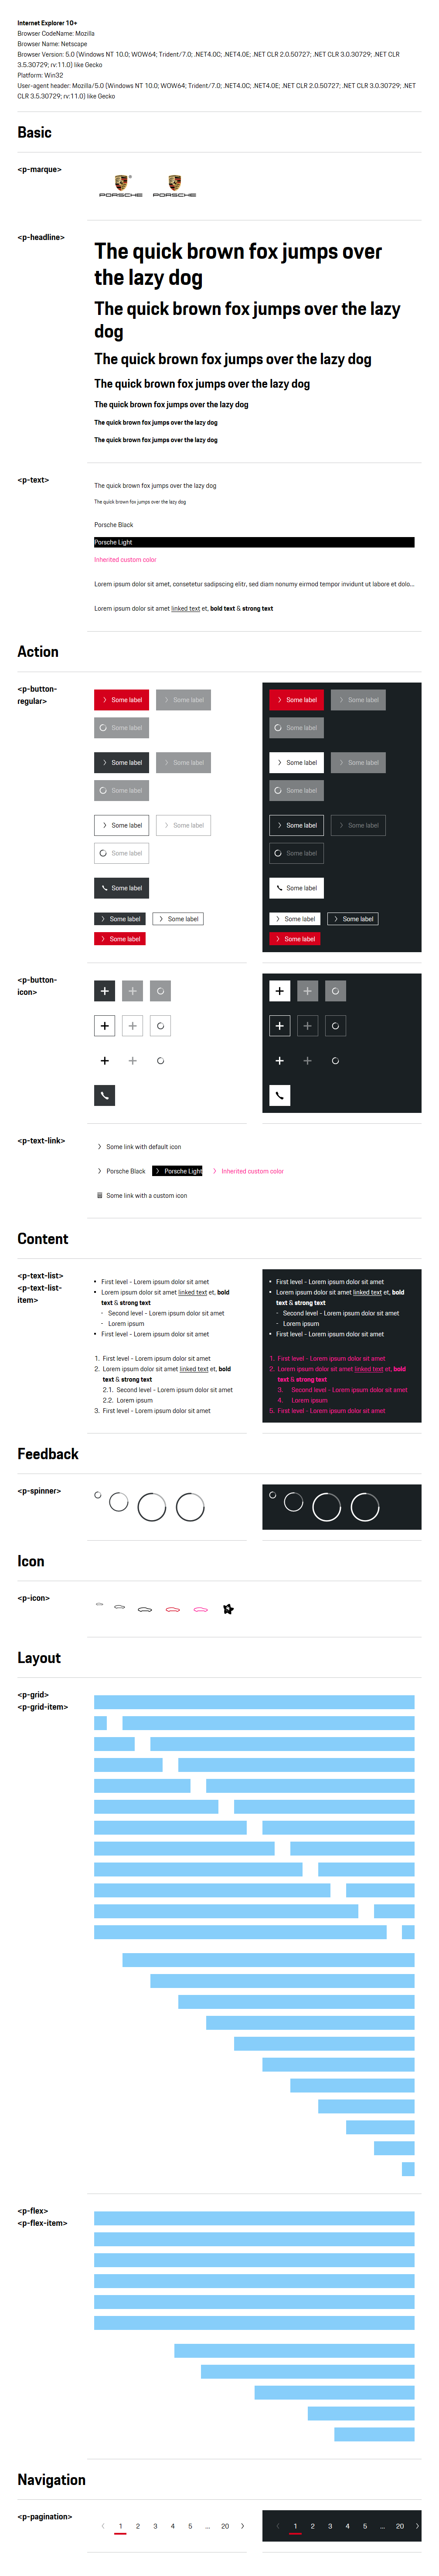 Internet Explorer 10+
Browser CodeName: Mozilla
Browser Name: Netscape
Browser Version: 5.0 (Windows NT 10.0; WOW64; Trident/7.0; .NET4.0C; .NET4.0E; .NET CLR 2.0.50727; .NET CLR 3.0.30729; .NET CLR
3.5.30729; rv:11.0) like Gecko
Platform: Win32
User-agent header: Mozilla/5.0 (Windows NT 10.0; WOW64; Trident/7.0; .NET4.0C; .NET4.0E; .NET CLR 2.0.50727; .NET CLR 3.0.30729; .NET
CLR 3.5.30729; rv:11.0) like Gecko
Basic
<p-marque>
PORSCHE PORSCHE
<p-headline>
The quick brown fox jumps over
the lazy dog
The quick brown fox jumps over the lazy
dog
The quick brown fox jumps over the lazy dog
The quick brown fox jumps over the lazy dog
The quick brown fox jumps over the lazy dog
The quick brown fox jumps over the lazy dog
The quick brown fox jumps over the lazy dog
<p-text>
The quick brown fox jumps over the lazy dog
The quick brown fox jumps over the lazy dog
Porsche Black
Porsche Light
Inherited custom color
Lorem ipsum dolor sit amet, consetetur sadipscing elitr, sed diam nonumy eirmod tempor invidunt ut labore et dolo...
Lorem ipsum dolor sit amet linked text et, bold text & strong text
Action
<p-button-
regular>
Some label Some label
Some label
Some label Some label
Some label
Some label Some label
Some label
Some label
Some label Some label
Some label
Some label Some label
Some label
Some label Some label
Some label
Some label Some label
Some label
Some label
Some label Some label
Some label
<p-button-
icon>
<p-text-link>
Some link with default icon
Porsche Black Porsche Light Inherited custom color
Some link with a custom icon
Content
<p-text-list>
<p-text-list-
item>
• First level - Lorem ipsum dolor sit amet
• Lorem ipsum dolor sit amet linked text et, bold
text & strong text
- Second level - Lorem ipsum dolor sit amet
- Lorem ipsum
• First level - Lorem ipsum dolor sit amet
1. First level - Lorem ipsum dolor sit amet
2. Lorem ipsum dolor sit amet linked text et, bold
text & strong text
2.1. Second level - Lorem ipsum dolor sit amet
2.2. Lorem ipsum
3. First level - Lorem ipsum dolor sit amet
• First level - Lorem ipsum dolor sit amet
• Lorem ipsum dolor sit amet linked text et, bold
text & strong text
- Second level - Lorem ipsum dolor sit amet
- Lorem ipsum
• First level - Lorem ipsum dolor sit amet
1. First level - Lorem ipsum dolor sit amet
2. Lorem ipsum dolor sit amet linked text et, bold
text & strong text
3. Second level - Lorem ipsum dolor sit amet
4. Lorem ipsum
5. First level - Lorem ipsum dolor sit amet
Feedback
<p-spinner>
Icon
<p-icon>
Layout
<p-grid>
<p-grid-item>
<p-flex>
<p-flex-item>
Navigation
<p-pagination>
1 2 3 4 5 ... 20
1 2 3 4 5 ... 20